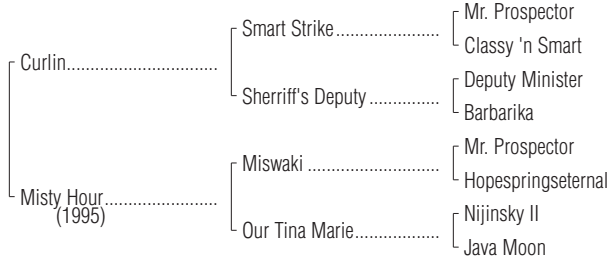 Mr. Prospector
Smart Strike
Classy 'n Smart
Curlin
Deputy Minister
Sherriff's Deputy
Barbarika
Mr. Prospector
Miswaki
Hopespringseternal
Misty Hour
(1995)
Nijinsky II
Our Tina Marie
Java Moon